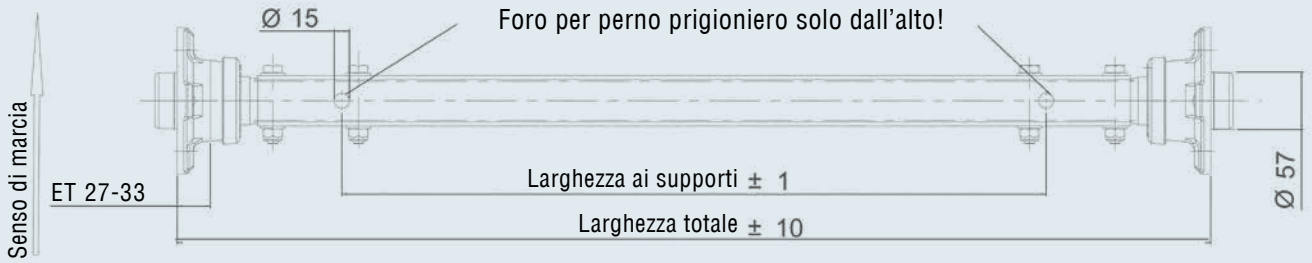 Ø 15
Foro per perno prigioniero solo dall'alto!
Senso di marcia
ET 27-33
Larghezza ai supporti ± 1
Larghezza totale ± 10
Ø 57